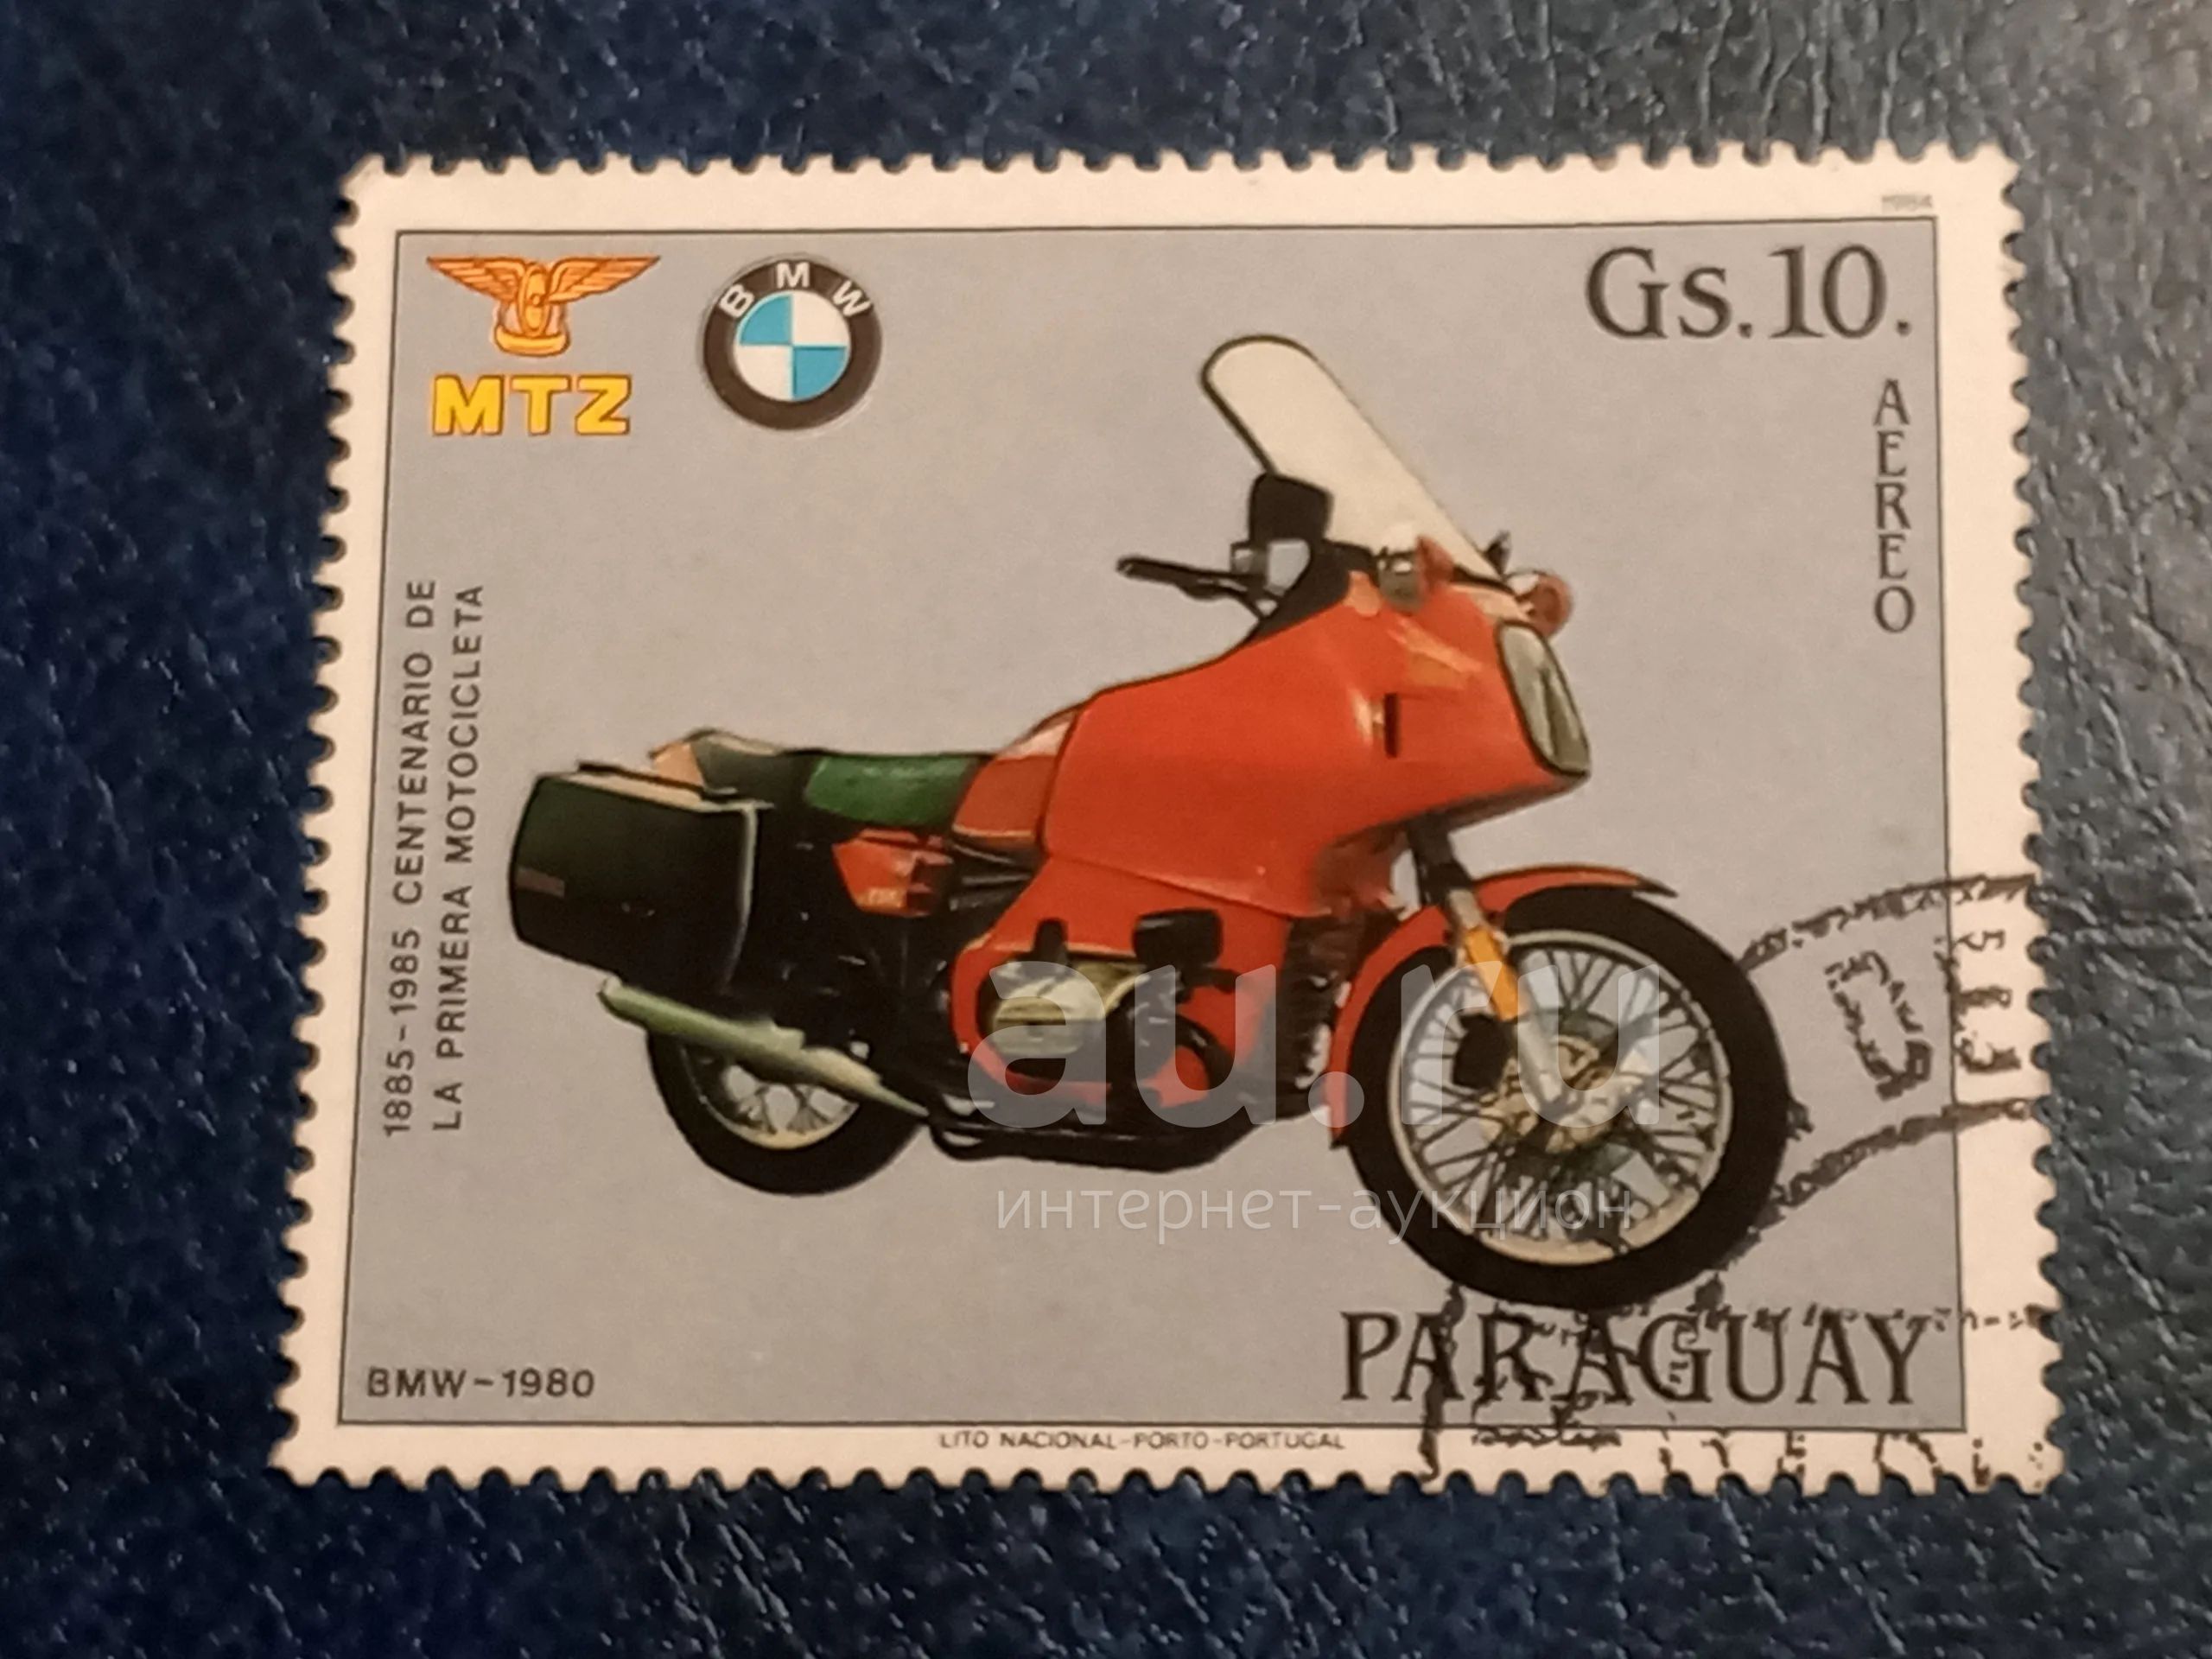 1984
MTZ
BMW
Gs.10.
AEREO
1885-1985 CENTENARIO DE
LA PRIMERA MOTOCICLETA
au.ru
интернет-аукцион
PARAGUAY
BMW-1980
LITO NACIONAL-PORTO-PORTUGAL